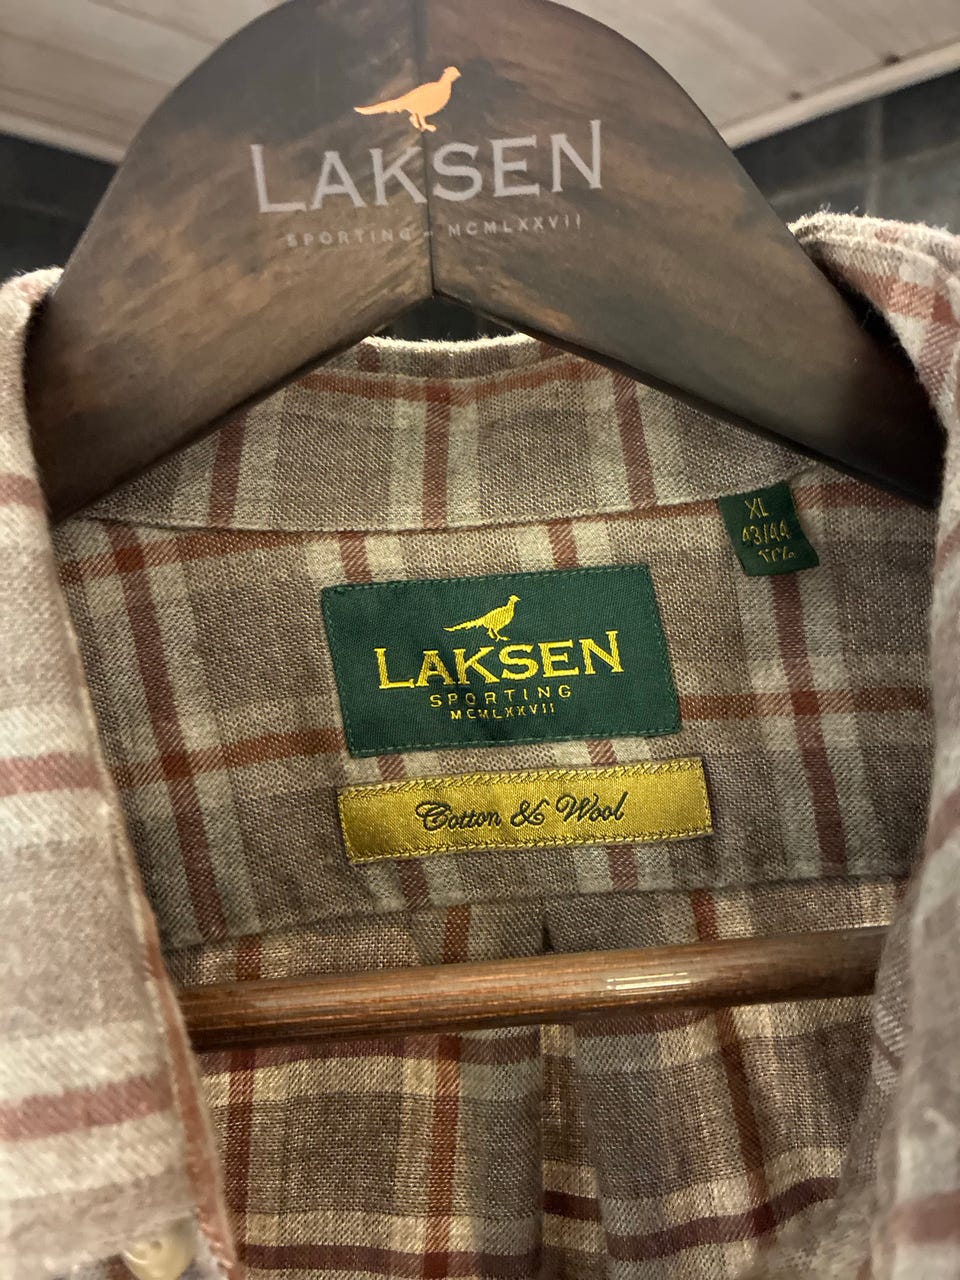 LAKSEN
SPORTING - MCMLXXVII
XL
43/44
LAKSEN
SPORTING
MCMLXXVII
Cotton & Wool